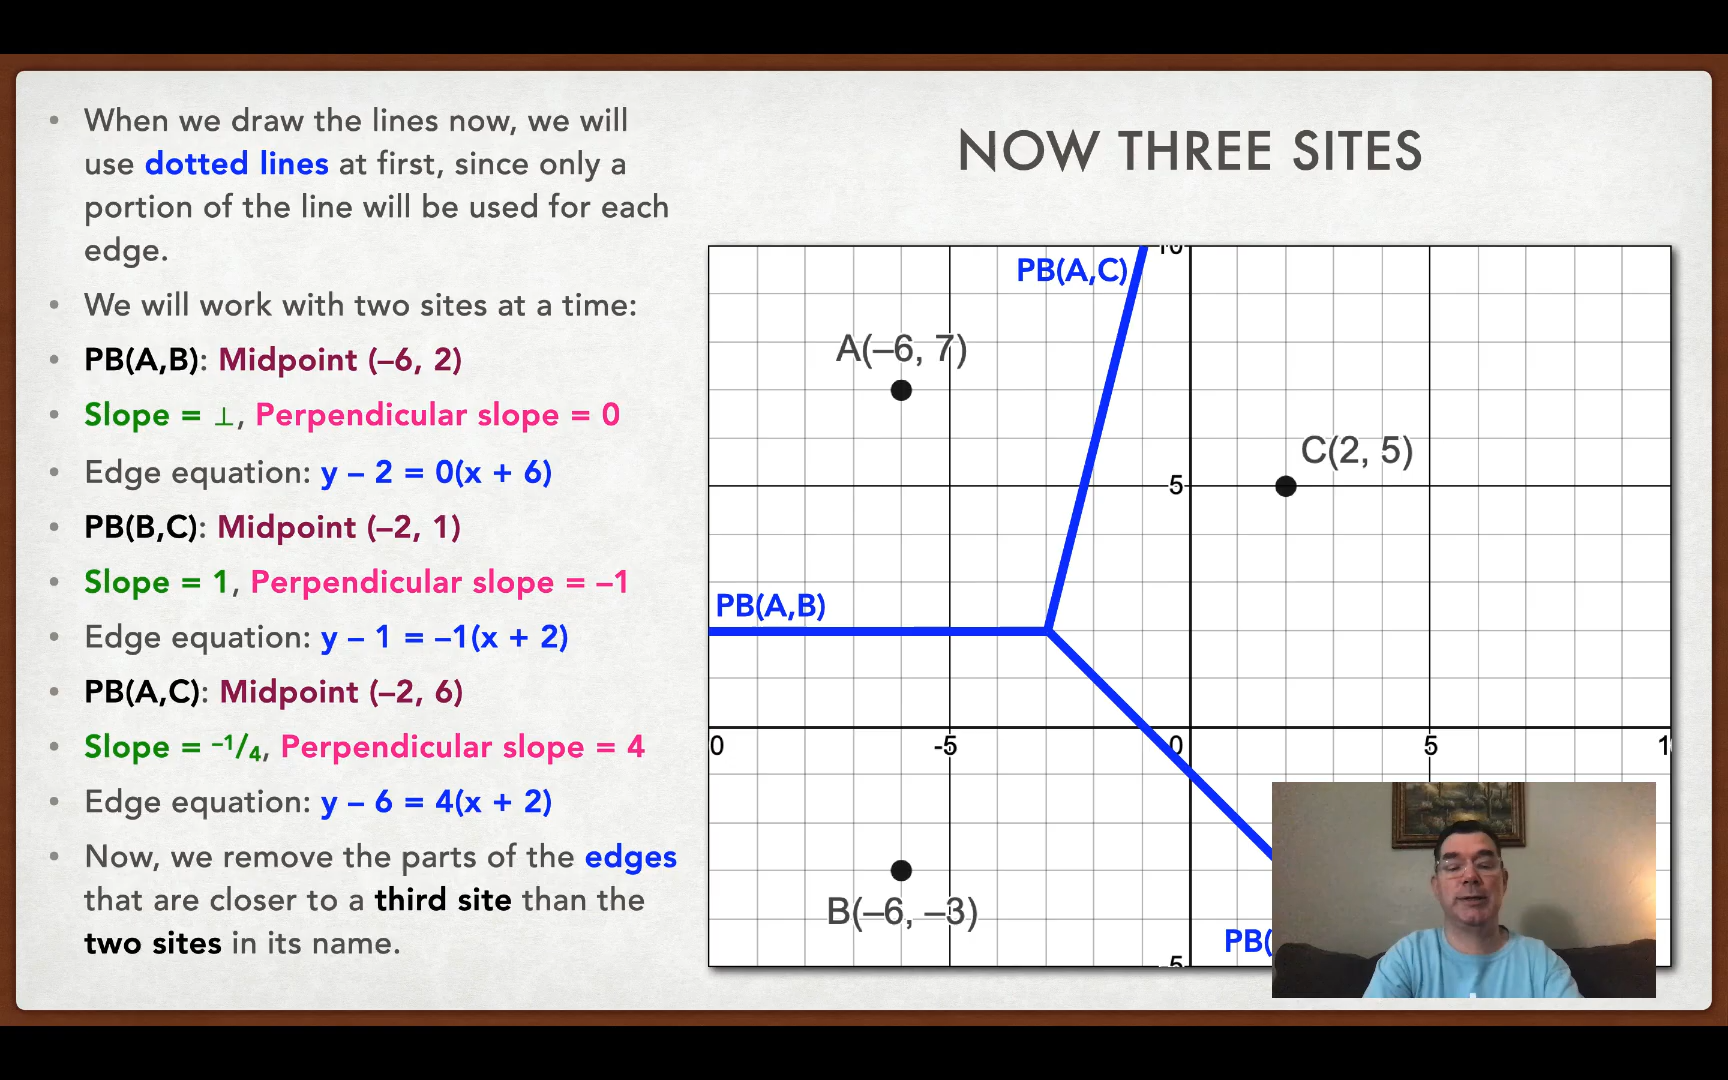 When we draw the lines now, we will
use dotted lines at first, since only a
portion of the line will be used for each
edge.
We will work with two sites at a time:
PB(A,B): Midpoint (–6, 2)
Slope = ⊥, Perpendicular slope = 0
Edge equation: y – 2 = 0(x + 6)
PB(B,C): Midpoint (–2, 1)
Slope = 1, Perpendicular slope = –1
Edge equation: y – 1 = –1(x + 2)
PB(A,C): Midpoint (–2, 6)
Slope = –1/4, Perpendicular slope = 4
Edge equation: y – 6 = 4(x + 2)
Now, we remove the parts of the edges
that are closer to a third site than the
two sites in its name.
NOW THREE SITES
PB(A,C)
A(–6, 7)
C(2, 5)
5
PB(A,B)
0 -5 0 5 1
B(–6, –3)
PB(